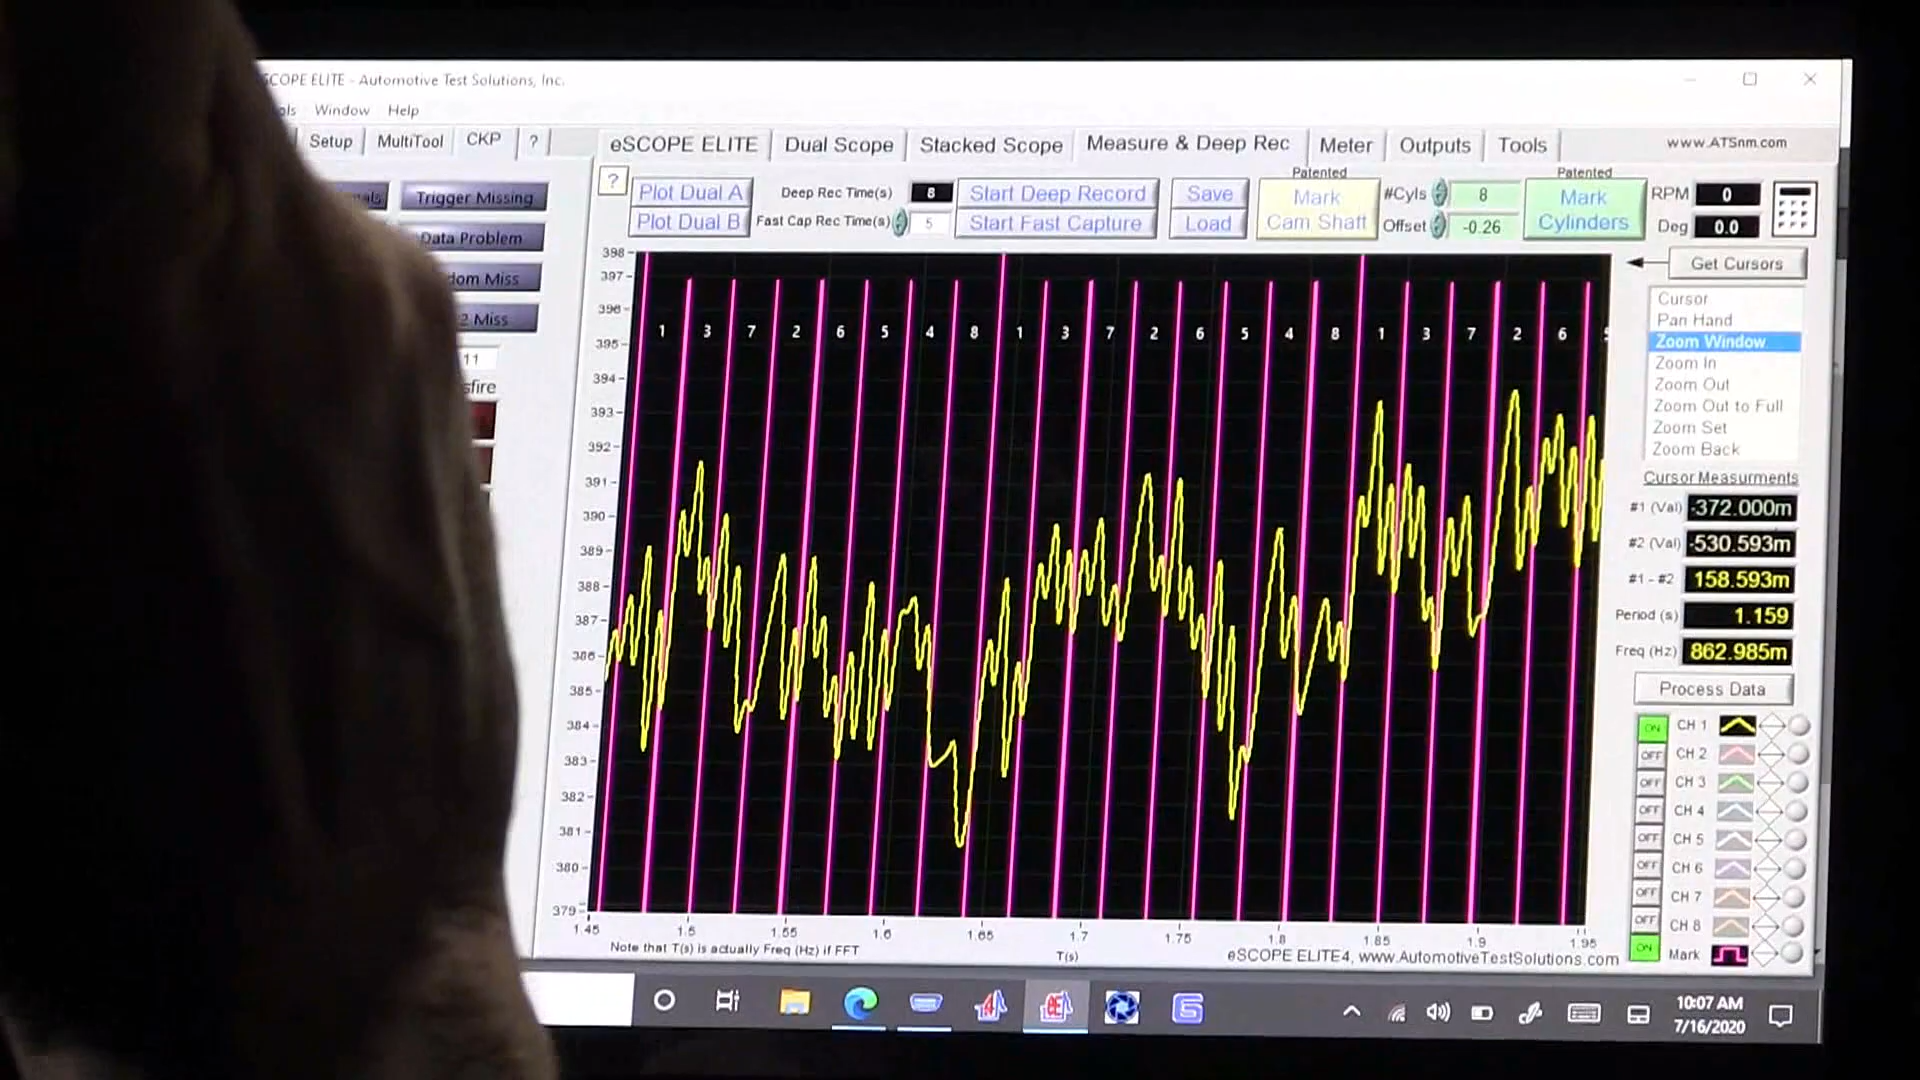 SCOPE ELITE - Automotive Test Solutions, Inc.
Window Help
Setup MultiTool CKP ?
eSCOPE ELITE Dual Scope Stacked Scope Measure & Deep Rec Meter Outputs Tools www.ATSnm.com
Trigger Missing
Data Problem
2 Miss
11
? Plot Dual A Deep Rec Time(s) 8 Start Deep Record Save
Plot Dual B Fast Cap Rec Time(s) 5 Start Fast Capture Load
Patented
Mark
Cam Shaft
#Cyls 8
Offset -0.26
Patented
Mark
Cylinders
RPM 0
Deg 0.0
Get Cursors
398
397
396
395
394
393
392
391
390
389
388
387
386
385
384
383
382
381
380
379
1 3 7 2 6 5 4 8 1 3 7 2 6 5 4 8 1 3 7 2 6
1.45 1.5 1.55 1.6 1.65 1.7 1.75 1.8 1.85 1.9 1.95
Note that T(s) is actually Freq (Hz) if FFT T(s) eSCOPE ELITE4, www.AutomotiveTestSolutions.com
Cursor
Pan Hand
Zoom Window
Zoom In
Zoom Out
Zoom Out to Full
Zoom Set
Zoom Back
Cursor Measurments
#1 (Val) -372.000m
#2 (Val) -530.593m
#1 - #2 158.593m
Period (s) 1.159
Freq (Hz) 862.985m
Process Data
ON CH 1
OFF CH 2
OFF CH 3
OFF CH 4
OFF CH 5
OFF CH 6
OFF CH 7
OFF CH 8
ON Mark
10:07 AM
7/16/2020